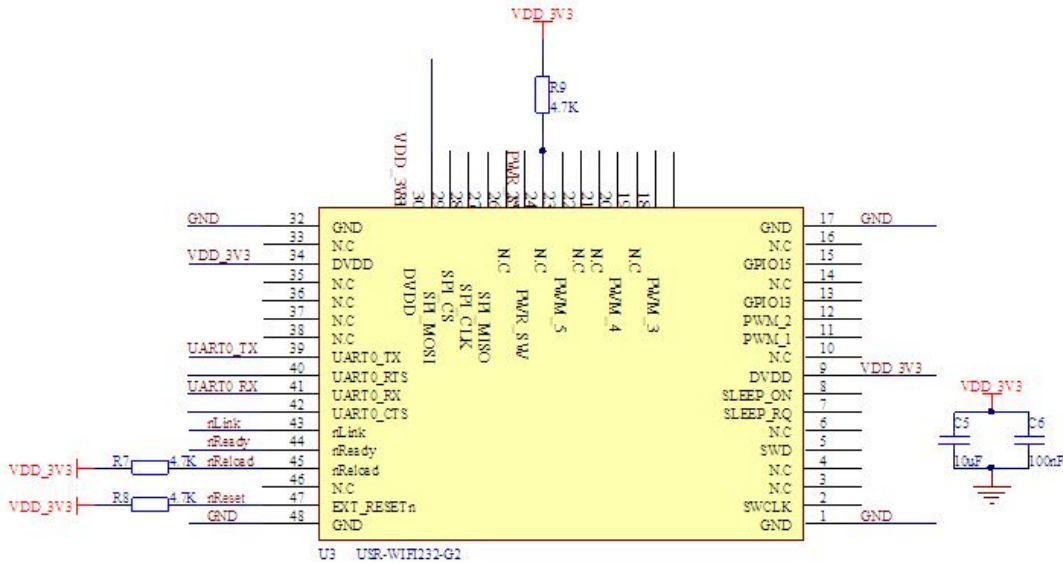 VDD_3V3
R9
4.7K
VDD_3V3
PWR_SW
30
29
28
27
26
24
23
22
21
20
19
18
GND 32 GND
33 N.C
VDD_3V3 34 DVDD
35 N.C
36 N.C
37 N.C
38 N.C
UART0_TX 39 UART0_TX
40 UART0_RTS
UART0_RX 41 UART0_RX
42 UART0_CTS
nLink 43 nLink
nReady 44 nReady
VDD_3V3 R7 4.7K nReload 45 nReload
46 N.C
VDD_3V3 R8 4.7K nReset 47 EXT_RESETn
GND 48 GND
DVDD
SPI_MOSI
SPI_CS
SPI_CLK
SPI_MISO
N.C
PWR_SW
N.C
PWM_5
N.C
N.C
PWM_4
N.C
PWM_3
GND 17 GND
N.C 16
GPIO15 15
N.C 14
GPIO13 13
PWM_2 12
PWM_1 11
N.C 10
DVDD 9 VDD_3V3
SLEEP_ON 8
SLEEP_RQ 7
N.C 6
SWD 5
N.C 4
N.C 3
SWCLK 2
GND 1 GND
VDD_3V3
C5 C6
10uF 100nF
U3 USR-WIFI232-G2